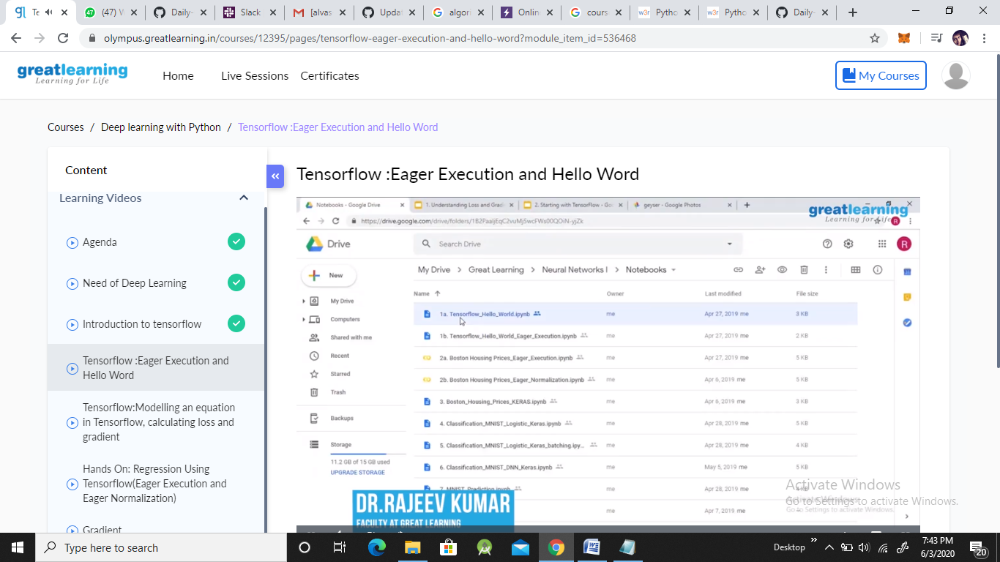 Te
(47) W
Daily-
Slack
[alvas
Updat
algori
Onlin
cours
Pytho
Pytho
Daily-
olympus.greatlearning.in/courses/12395/pages/tensorflow-eager-execution-and-hello-word?module_item_id=536468
greatlearning
Learning for Life
Home
Live Sessions
Certificates
My Courses
Courses / Deep learning with Python / Tensorflow :Eager Execution and Hello Word
Content
Learning Videos
Agenda
Need of Deep Learning
Introduction to tensorflow
Tensorflow :Eager Execution and
Hello Word
Tensorflow:Modelling an equation
in Tensorflow, calculating loss and
gradient
Hands On: Regression Using
Tensorflow(Eager Execution and
Eager Normalization)
Gradient
Tensorflow :Eager Execution and Hello Word
Notebooks - Google Drive
1. Understanding Loss and Gradi
2. Starting with TensorFlow - Go
geyser - Google Photos
greatlearning
Learning for Life
R
Drive
Search Drive
R
New
My Drive
Computers
Shared with me
Recent
Starred
Trash
Backups
Storage
11.2 GB of 15 GB used
UPGRADE STORAGE
My Drive > Great Learning > Neural Networks I > Notebooks
Name Owner Last modified File size
1a. Tensorflow_Hello_World.ipynb me Apr 27, 2019 me 3 KB
1b. Tensorflow_Hello_World_Eager_Execution.ipynb me Apr 27, 2019 me 2 KB
2a. Boston Housing Prices_Eager_Execution.ipynb me Apr 27, 2019 me 5 KB
2b. Boston Housing Prices_Eager_Normalization.ipynb me Apr 6, 2019 me 5 KB
3. Boston_Housing_Prices_KERAS.ipynb me Apr 6, 2019 me 3 KB
4. Classification_MNIST_Logistic_Keras.ipynb me Apr 28, 2019 me 5 KB
5. Classification_MNIST_Logistic_Keras_batching.ipy... me Apr 28, 2019 me 4 KB
6. Classification_MNIST_DNN_Keras.ipynb me May 5, 2019 me 5 KB
7. MNIST_Prediction.ipynb me Apr 28, 2019 me
me Apr 7, 2019 me
DR.RAJEEV KUMAR
FACULTY AT GREAT LEARNING
Activate Windows
Go to Settings to activate Windows.
Type here to search
Desktop
7:43 PM
6/3/2020
20